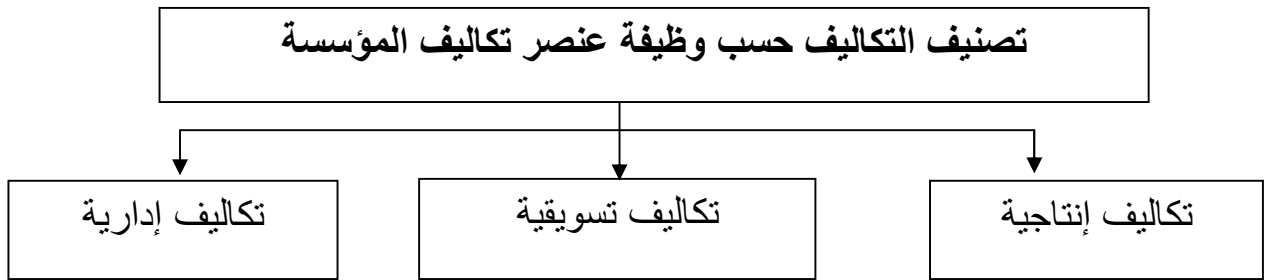 تصنيف التكاليف حسب وظيفة عنصر تكاليف المؤسسة
تكاليف إنتاجية
تكاليف تسويقية
تكاليف إدارية